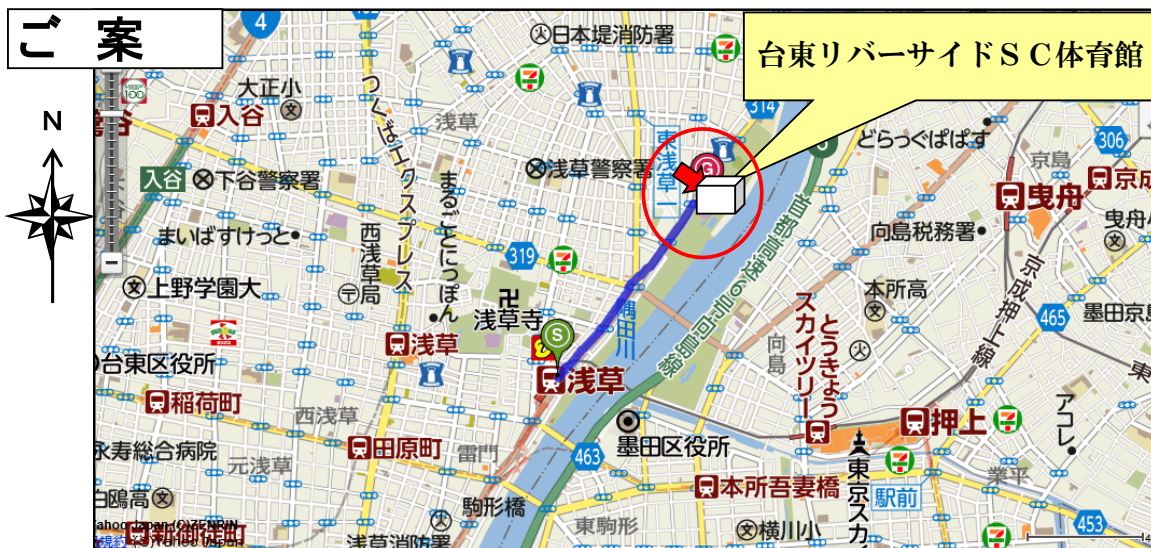 ご 案
台東リバーサイドＳＣ体育館
N
4
日本堤消防署
314
大正小
入谷
つくばエクスプレス
浅草
東浅草一
G
6
どらっぐぱぱす
306
京島
入谷
下谷警察署
浅草警察署
曳舟
まいばすけっと
西浅草
まるごとにっぽん
319
首都高速6号向島線
向島税務署
曳舟小
京成押上線
上野学園大
〒局
卍
浅草寺
隅田川
本所高
465
墨田京島
スカイツリー
とうきょう
向島
S
台東区役所
浅草
浅草
稲荷町
西浅草
田原町
雷門
墨田区役所
押上
アコレ
東
永寿総合病院
元浅草
463
本所吾妻橋
東京スカイ
業平
駅前
白鴎高
駒形橋
東駒形
横川小
453
新御徒町
浅草消防署
ahoo Japan (C)ZENRIN
規約 (C)Yahoo Japan